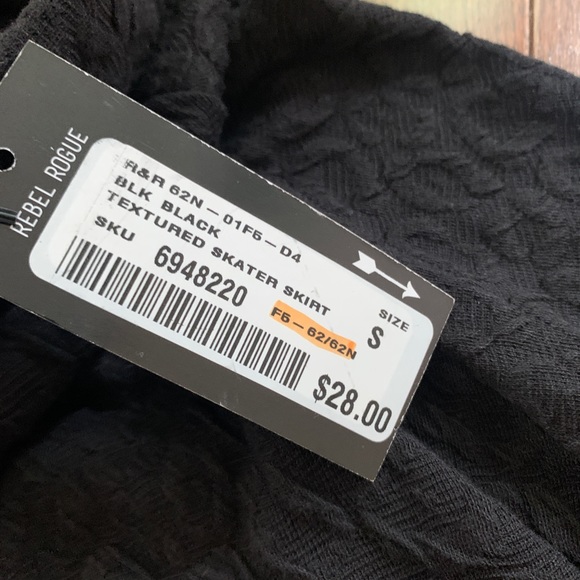 REBEL ROGUE
R&R 62N - 01F5 - D4
BLK BLACK
TEXTURED SKATER SKIRT
SKU 6948220
SIZE
S
F5 - 62/62N
$28.00